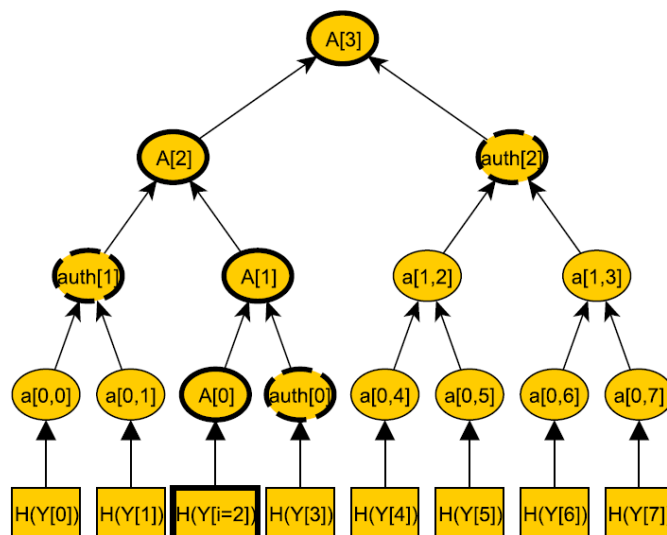 A[3]
A[2]
auth[2]
auth[1]
A[1]
a[1,2]
a[1,3]
a[0,0]
a[0,1]
A[0]
auth[0]
a[0,4]
a[0,5]
a[0,6]
a[0,7]
H(Y[0])
H(Y[1])
H(Y[i=2])
H(Y[3])
H(Y[4])
H(Y[5])
H(Y[6])
H(Y[7]